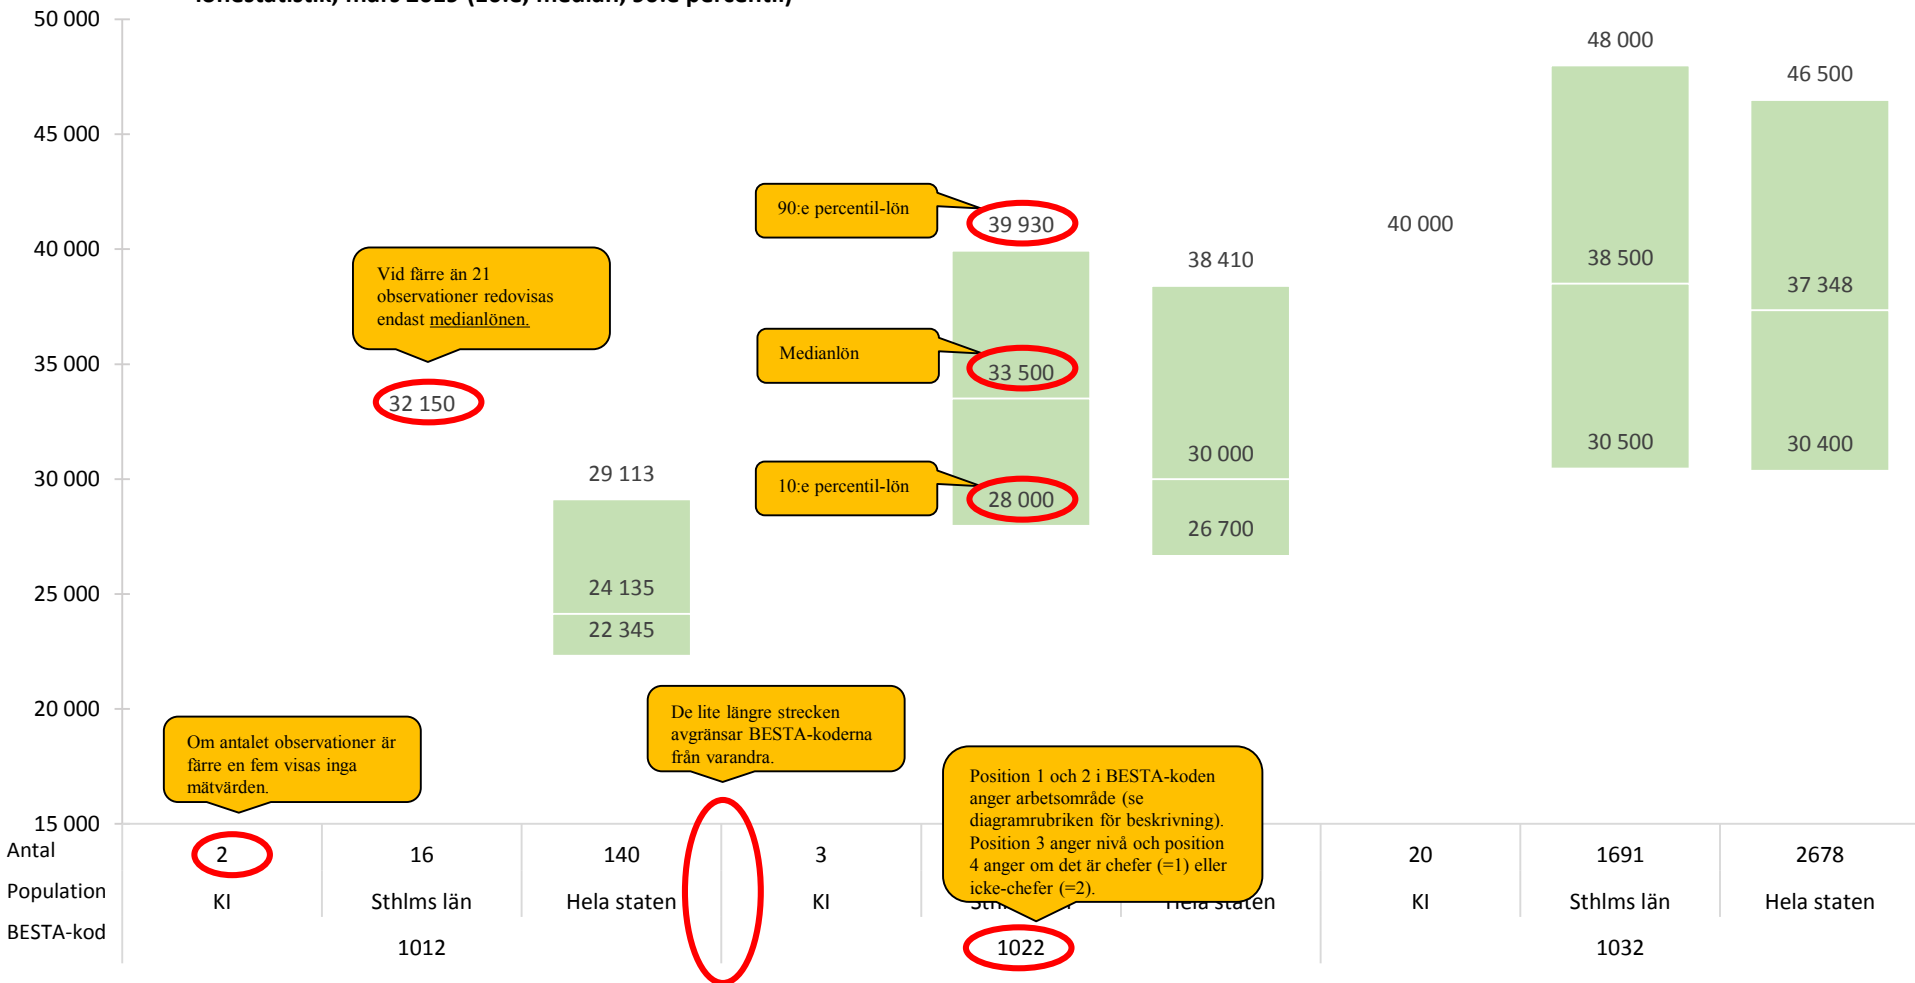 50 000
48 000
46 500
45 000
90:e percentil-lön
39 930
40 000
40 000
38 410
38 500
37 348
Vid färre än 21
observationer redovisas
endast medianlönen.
Medianlön
33 500
35 000
32 150
30 500
30 400
30 000
29 113
30 000
10:e percentil-lön
28 000
26 700
25 000
24 135
22 345
20 000
Om antalet observationer är
färre en fem visas inga
mätvärden.
De lite längre strecken
avgränsar BESTA-koderna
från varandra.
Position 1 och 2 i BESTA-koden
anger arbetsområde (se
diagramrubriken för beskrivning).
Position 3 anger nivå och position
4 anger om det är chefer (=1) eller
icke-chefer (=2).
15 000
Antal 2 16 140 3 20 1691 2678
Population KI Sthlms län Hela staten KI Hela staten KI Sthlms län Hela staten
BESTA-kod 1012 1022 1032